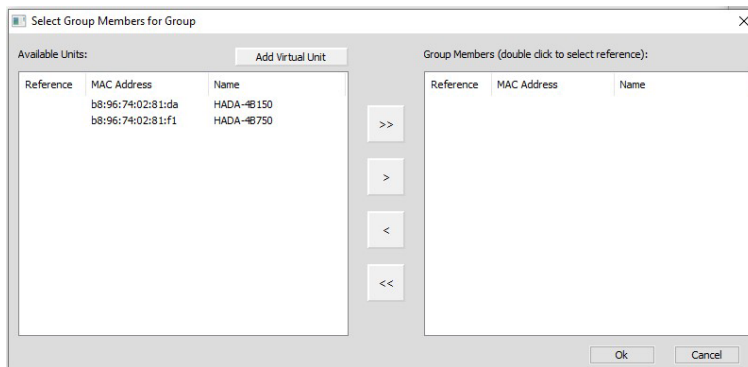 Select Group Members for Group
Available Units:
Add Virtual Unit
Group Members (double click to select reference):
Reference MAC Address Name
Reference MAC Address Name
b8:96:74:02:81:da HADA-4B150
b8:96:74:02:81:f1 HADA-4B750
>>
>
<
<<
Ok Cancel